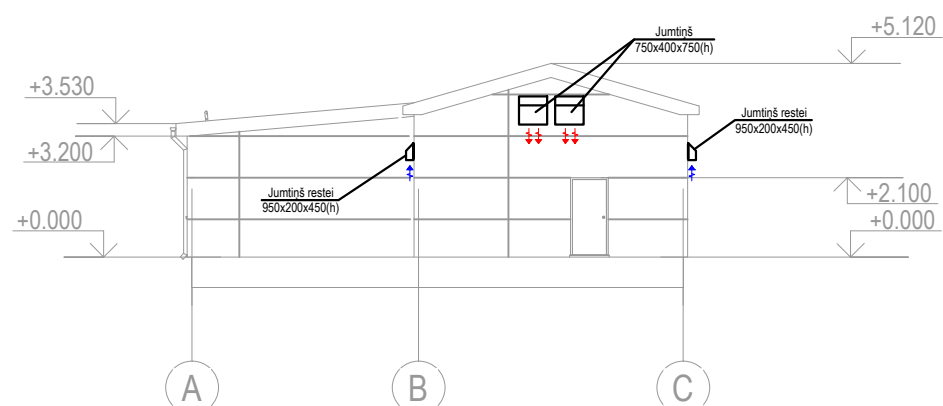 Jumtiņš
750x400x750(h)
+5.120
+3.530
Jumtiņš restei
950x200x450(h)
+3.200
Jumtiņš restei
950x200x450(h)
+2.100
+0.000
+0.000
A
B
C